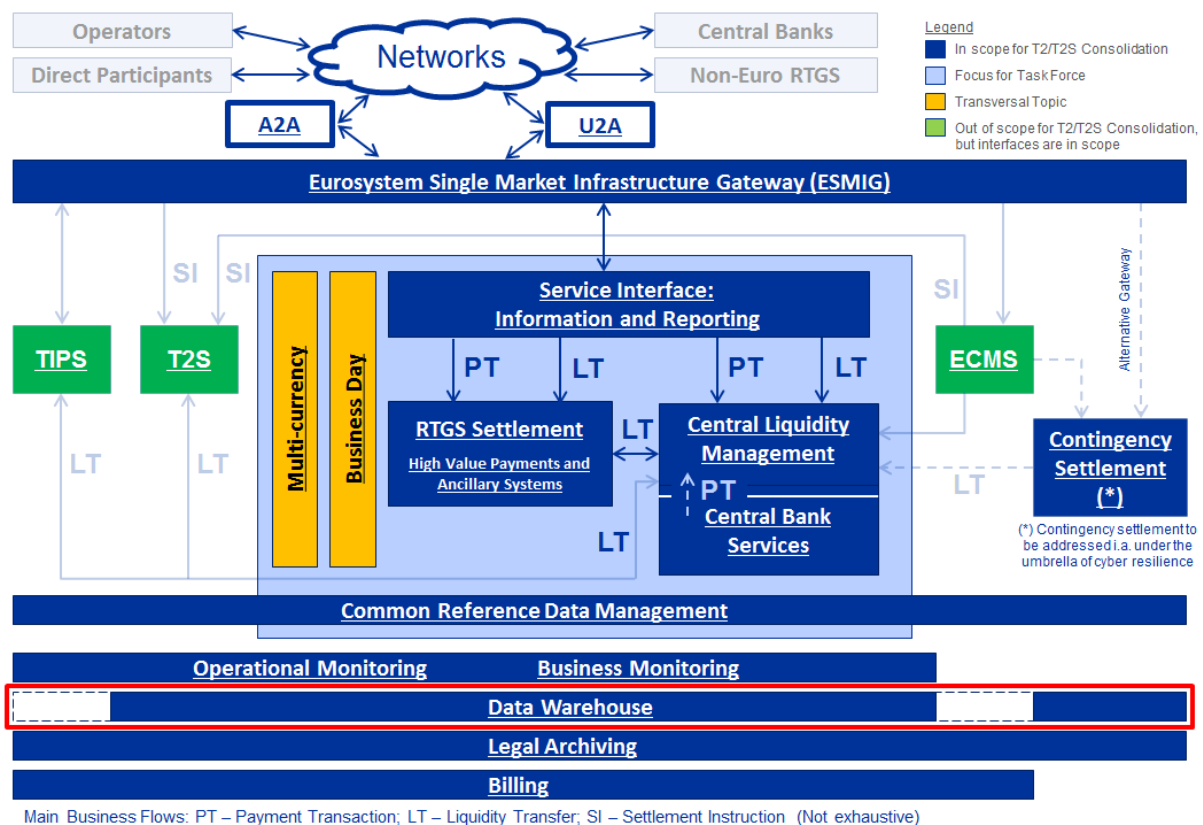 Operators
Direct Participants
Networks
Central Banks
Non-Euro RTGS
Legend
In scope for T2/T2S Consolidation
Focus for Task Force
Transversal Topic
Out of scope for T2/T2S Consolidation,
but interfaces are in scope
A2A
U2A
Eurosystem Single Market Infrastructure Gateway (ESMIG)
SI
SI
SI
Alternative Gateway
Multi-currency
Business Day
Service Interface:
Information and Reporting
TIPS
T2S
ECMS
PT
LT
PT
LT
RTGS Settlement
High Value Payments and
Ancillary Systems
LT
Central Liquidity
Management
PT
Central Bank
Services
LT
LT
LT
LT
Contingency
Settlement
(*)
(*) Contingency settlement to
be addressed i.a. under the
umbrella of cyber resilience
Common Reference Data Management
Operational Monitoring
Business Monitoring
Data Warehouse
Legal Archiving
Billing
Main Business Flows: PT – Payment Transaction; LT – Liquidity Transfer; SI – Settlement Instruction (Not exhaustive)